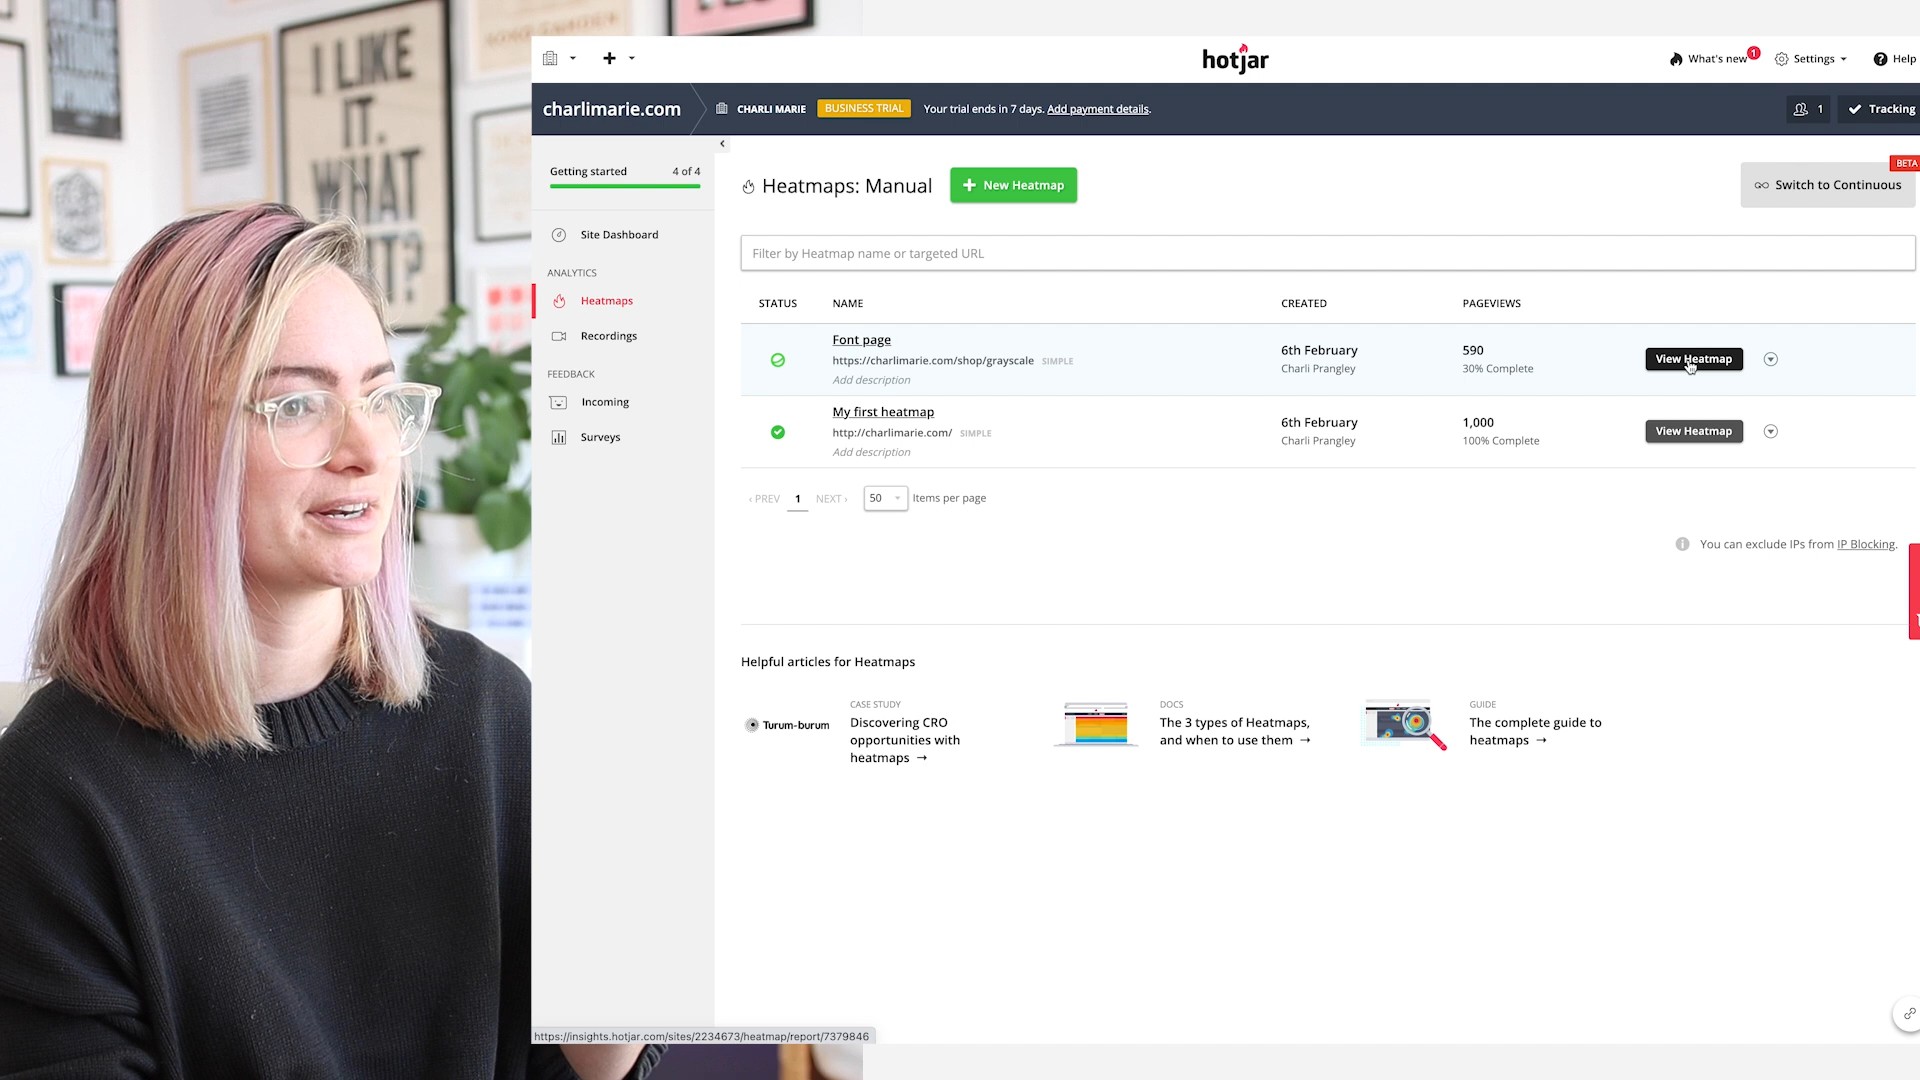 I LIKE
IT.
WHAT
IS
IT?
hotjar
What's new
1
Settings
Help
charlimarie.com
CHARLI MARIE
BUSINESS TRIAL
Your trial ends in 7 days. Add payment details.
1
Tracking
Getting started
4 of 4
Heatmaps: Manual
New Heatmap
BETA
Switch to Continuous
Site Dashboard
ANALYTICS
Heatmaps
Recordings
FEEDBACK
Incoming
Surveys
Filter by Heatmap name or targeted URL
STATUS
NAME
CREATED
PAGEVIEWS
Font page
https://charlimarie.com/shop/grayscale SIMPLE
Add description
6th February
Charli Prangley
590
30% Complete
View Heatmap
My first heatmap
http://charlimarie.com/ SIMPLE
Add description
6th February
Charli Prangley
1,000
100% Complete
View Heatmap
‹ PREV 1 NEXT › 50 Items per page
You can exclude IPs from IP Blocking.
Helpful articles for Heatmaps
Turum-burum
CASE STUDY
Discovering CRO
opportunities with
heatmaps →
DOCS
The 3 types of Heatmaps,
and when to use them →
GUIDE
The complete guide to
heatmaps →
https://insights.hotjar.com/sites/2234673/heatmap/report/7379846